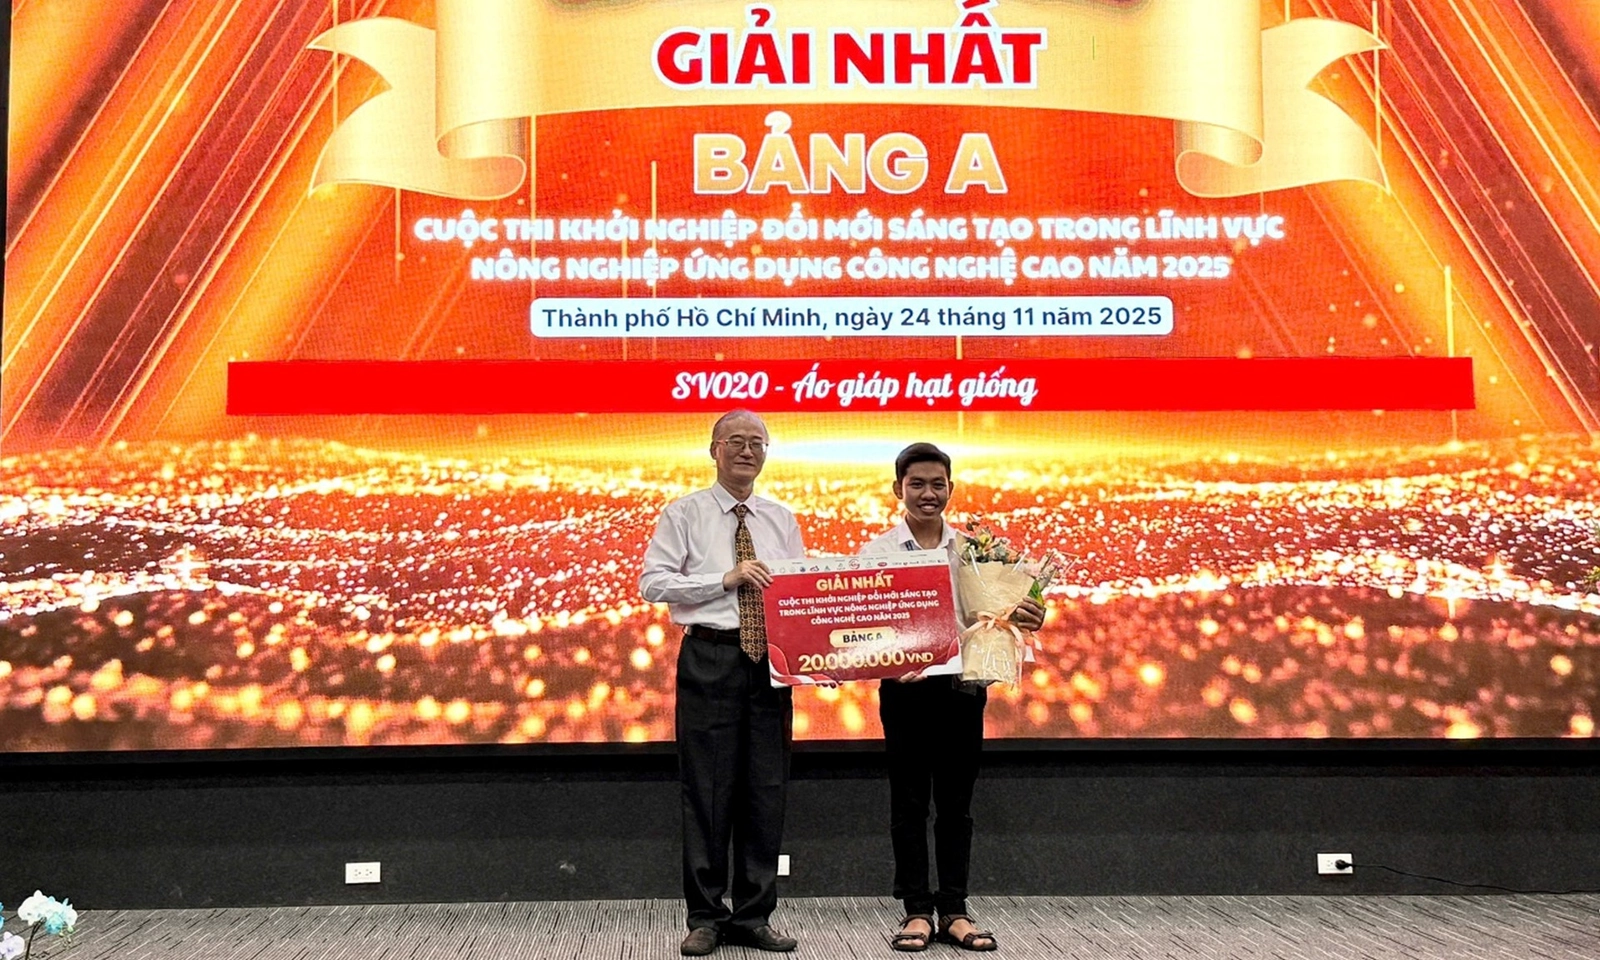 GIẢI NHẤT
BẢNG A
CUỘC THI KHỞI NGHIỆP ĐỔI MỚI SÁNG TẠO TRONG LĨNH VỰC
NÔNG NGHIỆP ỨNG DỤNG CÔNG NGHỆ CAO NĂM 2025
Thành phố Hồ Chí Minh, ngày 24 tháng 11 năm 2025
SV020 - Áo giáp hạt giống
GIẢI NHẤT
CUỘC THI KHỞI NGHIỆP ĐỔI MỚI SÁNG TẠO
TRONG LĨNH VỰC NÔNG NGHIỆP ỨNG DỤNG
CÔNG NGHỆ CAO NĂM 2025
BẢNG A
20.000.000 VND